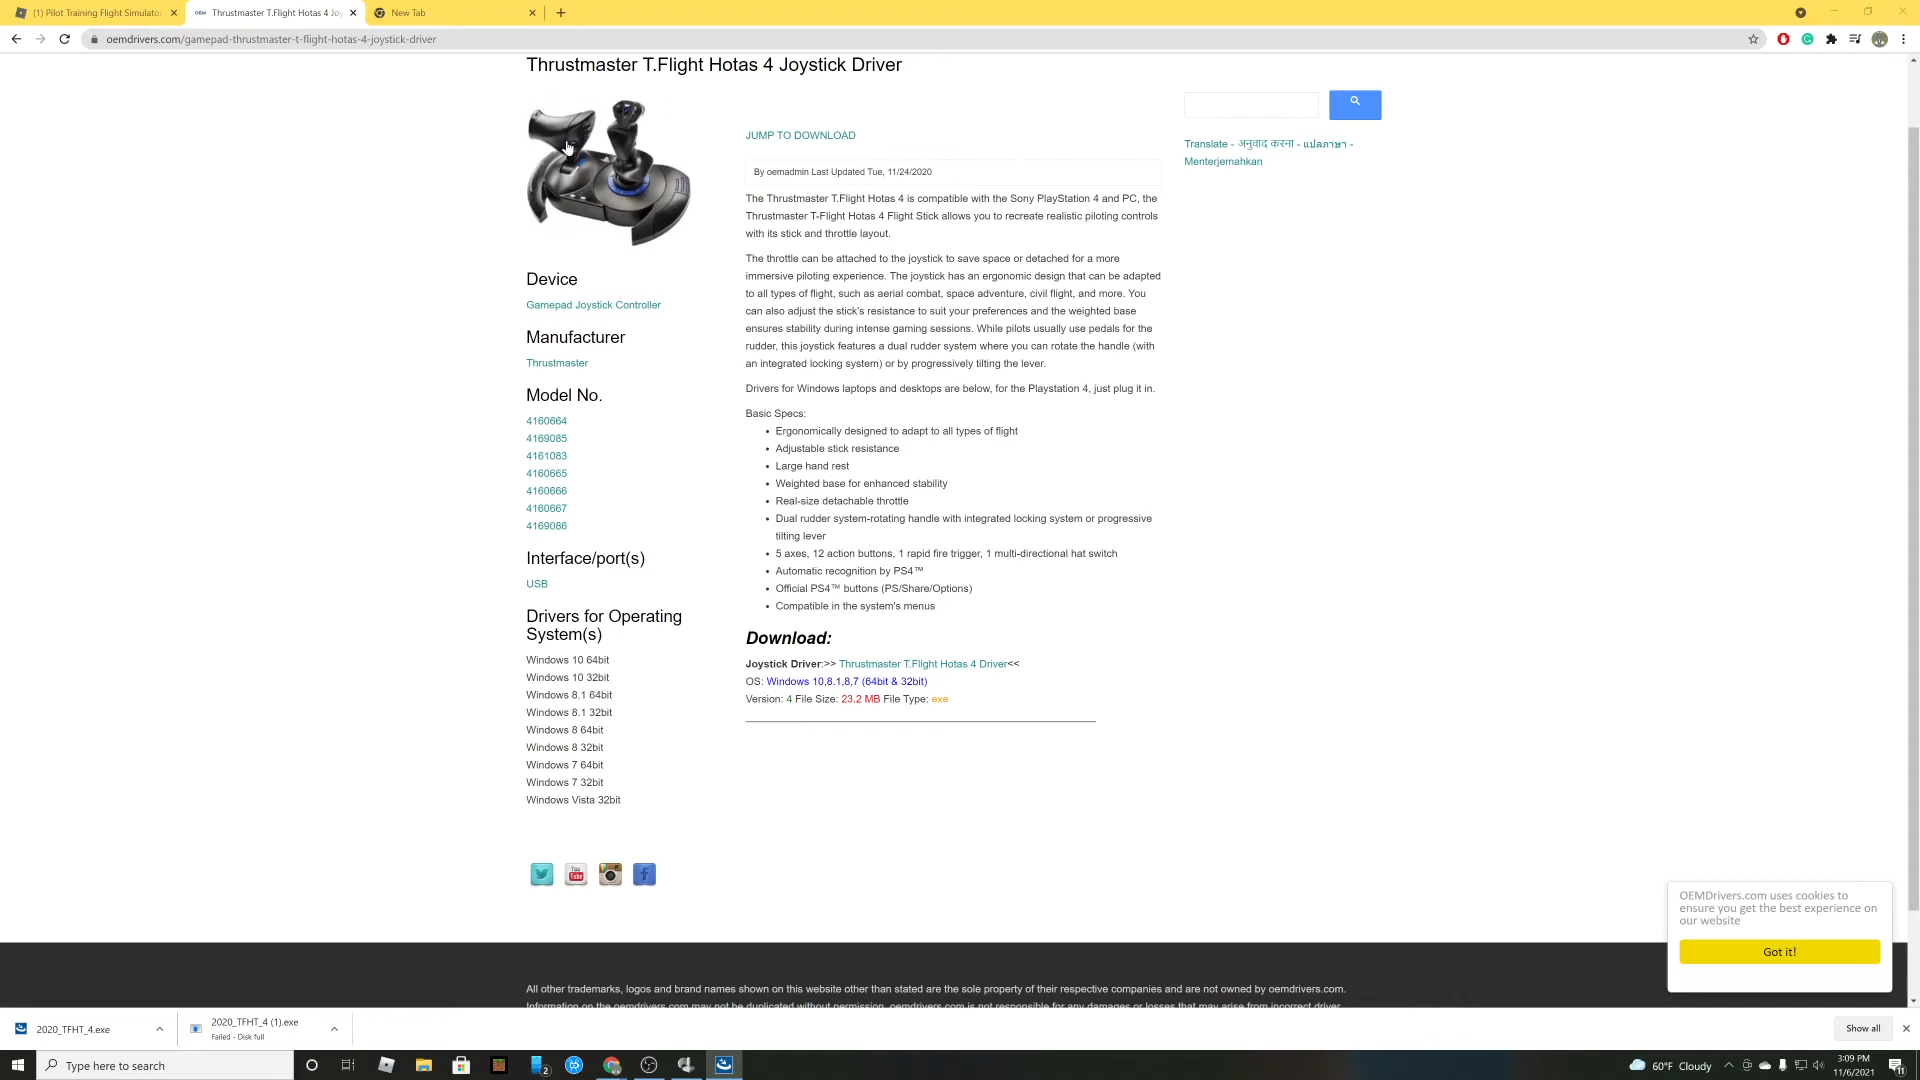 (1) Pilot Training Flight Simulator
Thrustmaster T.Flight Hotas 4 Joy
New Tab
oemdrivers.com/gamepad-thrustmaster-t-flight-hotas-4-joystick-driver
Thrustmaster T.Flight Hotas 4 Joystick Driver
JUMP TO DOWNLOAD
Translate - अनुवाद करना - แปลภาษา -
Menterjemahkan
By oemadmin Last Updated Tue, 11/24/2020
The Thrustmaster T.Flight Hotas 4 is compatible with the Sony PlayStation 4 and PC, the
Thrustmaster T-Flight Hotas 4 Flight Stick allows you to recreate realistic piloting controls
with its stick and throttle layout.
The throttle can be attached to the joystick to save space or detached for a more
immersive piloting experience. The joystick has an ergonomic design that can be adapted
to all types of flight, such as aerial combat, space adventure, civil flight, and more. You
can also adjust the stick's resistance to suit your preferences and the weighted base
ensures stability during intense gaming sessions. While pilots usually use pedals for the
rudder, this joystick features a dual rudder system where you can rotate the handle (with
an integrated locking system) or by progressively tilting the lever.
Drivers for Windows laptops and desktops are below, for the Playstation 4, just plug it in.
Basic Specs:
• Ergonomically designed to adapt to all types of flight
• Adjustable stick resistance
• Large hand rest
• Weighted base for enhanced stability
• Real-size detachable throttle
• Dual rudder system-rotating handle with integrated locking system or progressive
tilting lever
• 5 axes, 12 action buttons, 1 rapid fire trigger, 1 multi-directional hat switch
• Automatic recognition by PS4™
• Official PS4™ buttons (PS/Share/Options)
• Compatible in the system's menus
Download:
Joystick Driver:>> Thrustmaster T.Flight Hotas 4 Driver<<
OS: Windows 10,8.1,8,7 (64bit & 32bit)
Version: 4 File Size: 23.2 MB File Type: exe
Device
Gamepad Joystick Controller
Manufacturer
Thrustmaster
Model No.
4160664
4169085
4161083
4160665
4160666
4160667
4169086
Interface/port(s)
USB
Drivers for Operating
System(s)
Windows 10 64bit
Windows 10 32bit
Windows 8.1 64bit
Windows 8.1 32bit
Windows 8 64bit
Windows 8 32bit
Windows 7 64bit
Windows 7 32bit
Windows Vista 32bit
You
Tube
OEMDrivers.com uses cookies to
ensure you get the best experience on
our website
Got it!
All other trademarks, logos and brand names shown on this website other than stated are the sole property of their respective companies and are not owned by oemdrivers.com.
Information on the oemdrivers.com may not be duplicated without permission. oemdrivers.com is not responsible for any damages or losses that may arise from incorrect driver
2020_TFHT_4.exe
2020_TFHT_4 (1).exe
Failed - Disk full
Show all
Type here to search
2
60°F Cloudy
3:09 PM
11/6/2021
11